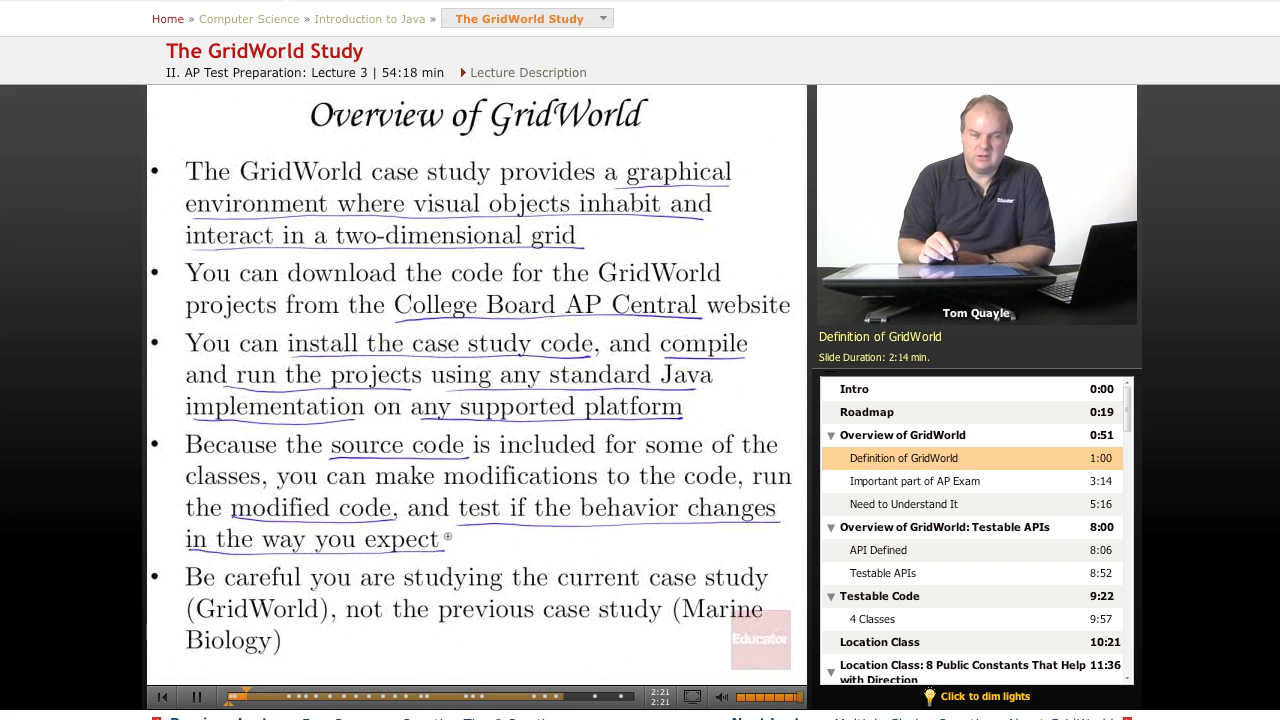 Home » Computer Science » Introduction to Java » The GridWorld Study
The GridWorld Study
II. AP Test Preparation: Lecture 3 | 54:18 min Lecture Description
Overview of GridWorld
• The GridWorld case study provides a graphical
environment where visual objects inhabit and
interact in a two-dimensional grid
• You can download the code for the GridWorld
projects from the College Board AP Central website
• You can install the case study code, and compile
and run the projects using any standard Java
implementation on any supported platform
• Because the source code is included for some of the
classes, you can make modifications to the code, run
the modified code, and test if the behavior changes
in the way you expect
• Be careful you are studying the current case study
(GridWorld), not the previous case study (Marine
Biology)
Educator
2:21
2:21
Educator
Tom Quayle
Definition of GridWorld
Slide Duration: 2:14 min.
Intro 0:00
Roadmap 0:19
Overview of GridWorld 0:51
Definition of GridWorld 1:00
Important part of AP Exam 3:14
Need to Understand It 5:16
Overview of GridWorld: Testable APIs 8:00
API Defined 8:06
Testable APIs 8:52
Testable Code 9:22
4 Classes 9:57
Location Class 10:21
Location Class: 8 Public Constants That Help 11:36
with Direction
Click to dim lights